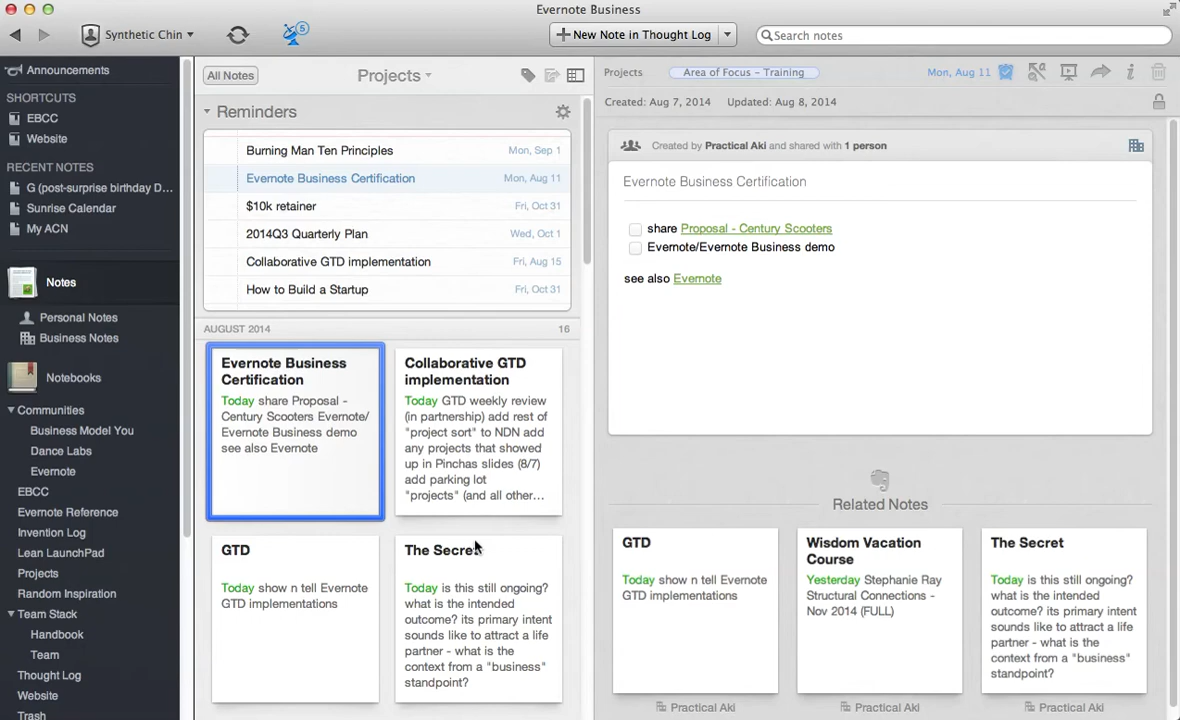 Evernote Business
Synthetic Chin
5
New Note in Thought Log
Search notes
Announcements
SHORTCUTS
EBCC
Website
RECENT NOTES
G (post-surprise birthday D...
Sunrise Calendar
My ACN
Notes
Personal Notes
Business Notes
Notebooks
Communities
Business Model You
Dance Labs
Evernote
EBCC
Evernote Reference
Invention Log
Lean LaunchPad
Projects
Random Inspiration
Team Stack
Handbook
Team
Thought Log
Website
Trash
All Notes
Projects
Reminders
Burning Man Ten Principles Mon, Sep 1
Evernote Business Certification Mon, Aug 11
$10k retainer Fri, Oct 31
2014Q3 Quarterly Plan Wed, Oct 1
Collaborative GTD implementation Fri, Aug 15
How to Build a Startup Fri, Oct 31
AUGUST 2014 16
Evernote Business
Certification
Today share Proposal -
Century Scooters Evernote/
Evernote Business demo
see also Evernote
Collaborative GTD
implementation
Today GTD weekly review
(in partnership) add rest of
"project sort" to NDN add
any projects that showed
up in Pinchas slides (8/7)
add parking lot
"projects" (and all other...
GTD
Today show n tell Evernote
GTD implementations
The Secret
Today is this still ongoing?
what is the intended
outcome? its primary intent
sounds like to attract a life
partner - what is the
context from a "business"
standpoint?
Projects Area of Focus - Training Mon, Aug 11
Created: Aug 7, 2014 Updated: Aug 8, 2014
Created by Practical Aki and shared with 1 person
Evernote Business Certification
share Proposal - Century Scooters
Evernote/Evernote Business demo
see also Evernote
Related Notes
GTD
Today show n tell Evernote
GTD implementations
Practical Aki
Wisdom Vacation
Course
Yesterday Stephanie Ray
Structural Connections -
Nov 2014 (FULL)
Practical Aki
The Secret
Today is this still ongoing?
what is the intended
outcome? its primary intent
sounds like to attract a life
partner - what is the
context from a "business"
standpoint?
Practical Aki